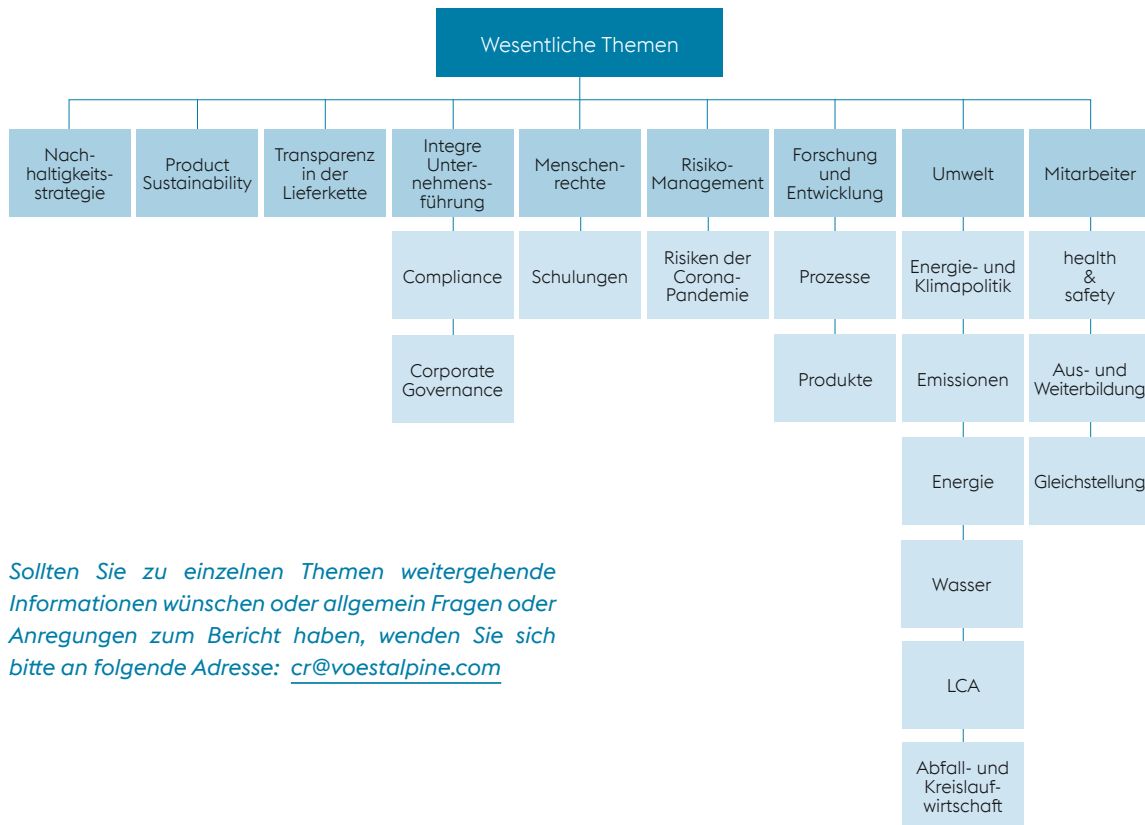 Wesentliche Themen
Nach-
haltigkeits-
strategie
Product
Sustainability
Transparenz
in der
Lieferkette
Integre
Unter-
nehmens-
führung
Menschen-
rechte
Risiko-
Management
Forschung
und
Entwicklung
Umwelt
Mitarbeiter
Compliance
Schulungen
Risiken der
Corona-
Pandemie
Prozesse
Energie- und
Klimapolitik
health
&
safety
Corporate
Governance
Produkte
Emissionen
Aus- und
Weiterbildung
Energie
Gleichstellung
Wasser
LCA
Abfall- und
Kreislauf-
wirtschaft
Sollten Sie zu einzelnen Themen weitergehende
Informationen wünschen oder allgemein Fragen oder
Anregungen zum Bericht haben, wenden Sie sich
bitte an folgende Adresse: cr@voestalpine.com